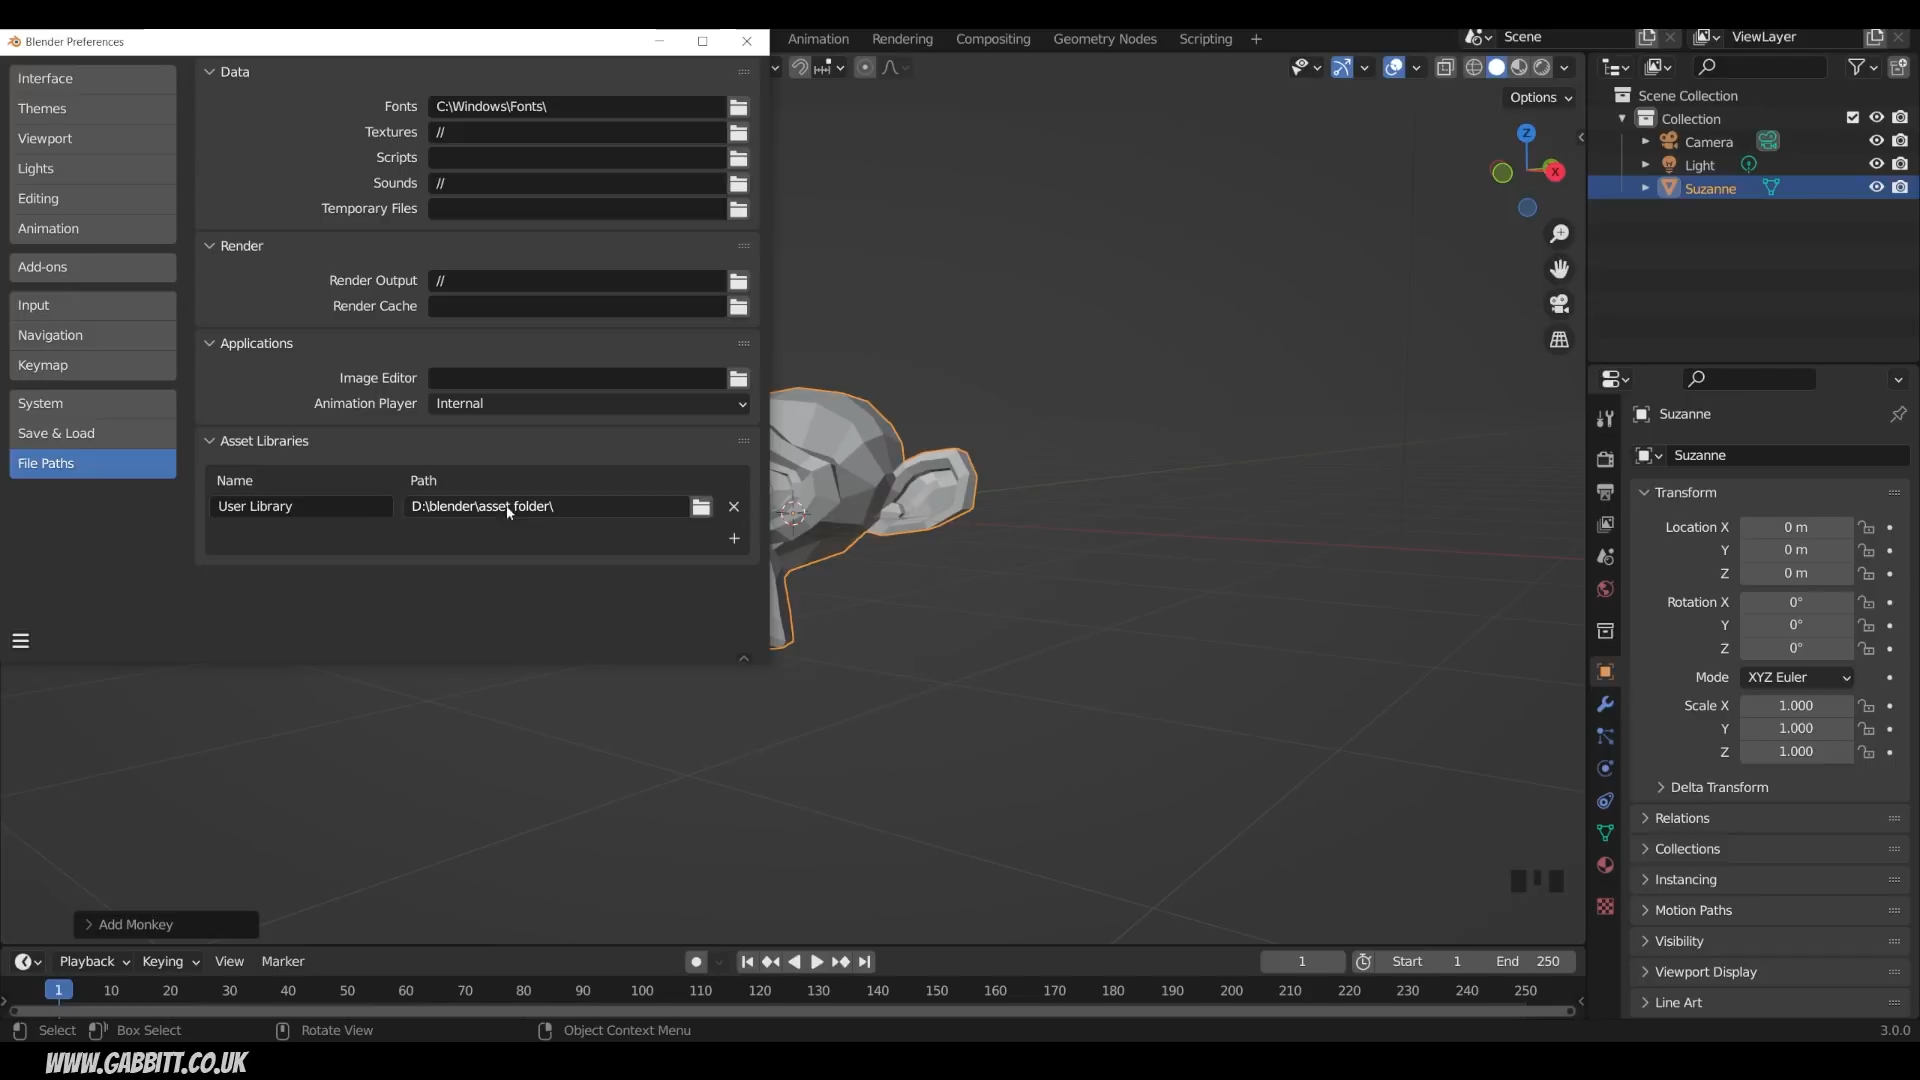 Blender Preferences
Interface
Themes
Viewport
Lights
Editing
Animation
Add-ons
Input
Navigation
Keymap
System
Save & Load
File Paths
Data
Fonts C:\Windows\Fonts\
Textures //
Scripts
Sounds //
Temporary Files
Render
Render Output //
Render Cache
Applications
Image Editor
Animation Player Internal
Asset Libraries
Name Path
User Library D:\blender\asset folder\
Animation Rendering Compositing Geometry Nodes Scripting
Scene ViewLayer
Options
Z
X
Scene Collection
Collection
Camera
Light
Suzanne
Suzanne
Suzanne
Transform
Location X 0 m
Y 0 m
Z 0 m
Rotation X 0°
Y 0°
Z 0°
Mode XYZ Euler
Scale X 1.000
Y 1.000
Z 1.000
Delta Transform
Relations
Collections
Instancing
Motion Paths
Visibility
Viewport Display
Line Art
Add Monkey
Playback Keying View Marker
1 Start 1 End 250
1 10 20 30 40 50 60 70 80 90 100 110 120 130 140 150 160 170 180 190 200 210 220 230 240 250
Select Box Select Rotate View Object Context Menu 3.0.0
WWW.GABBITT.CO.UK